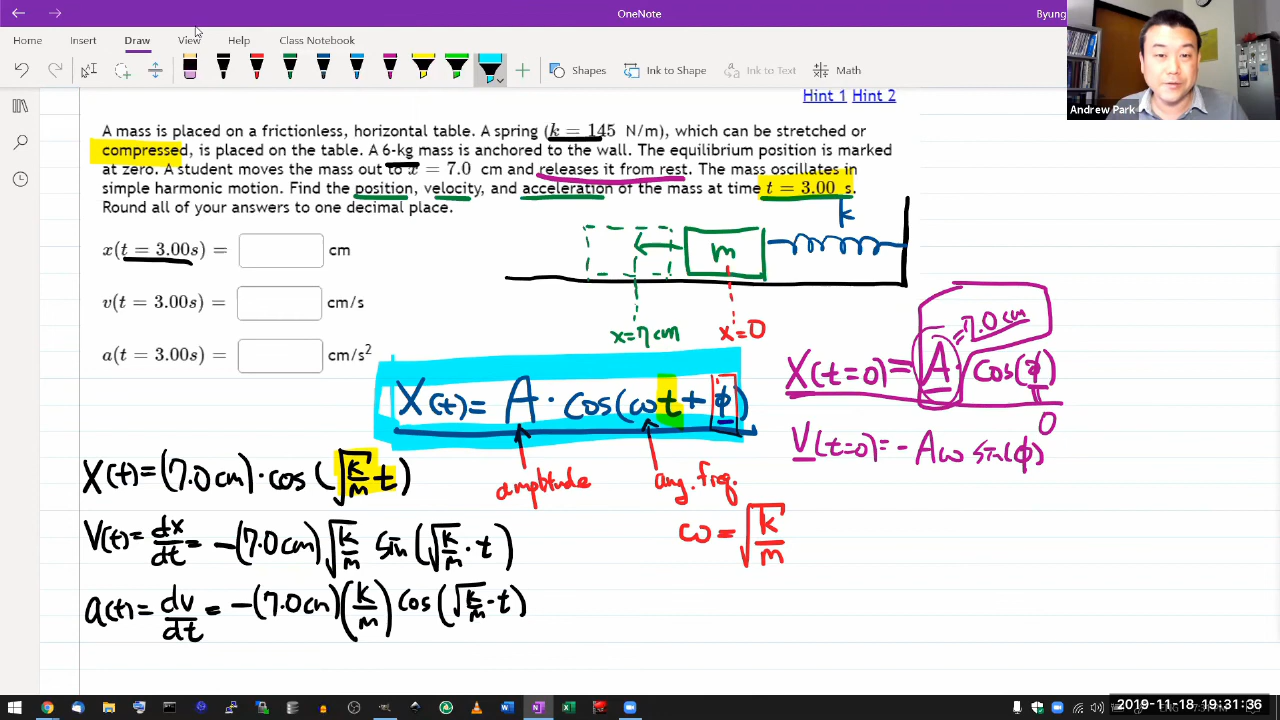 OneNote
Byung
Home Insert Draw View Help Class Notebook
Shapes Ink to Shape Ink to Text Math
Andrew Park
Hint 1 Hint 2
A mass is placed on a frictionless, horizontal table. A spring (k = 145 N/m), which can be stretched or
compressed, is placed on the table. A 6-kg mass is anchored to the wall. The equilibrium position is marked
at zero. A student moves the mass out to x = 7.0 cm and releases it from rest. The mass oscillates in
simple harmonic motion. Find the position, velocity, and acceleration of the mass at time t = 3.00 s.
Round all of your answers to one decimal place.
k
x(t = 3.00s) = cm
m
v(t = 3.00s) = cm/s
x=7cm x=0
a(t = 3.00s) = cm/s²
X(t)= A · cos(ωt+ϕ)
X(t=0)= A cos(ϕ)
=7.0cm
0
V(t=0)= -Aω sin(ϕ)
amplitude
ang. freq.
ω = √(k/m)
X(t)=(7.0cm)·cos(√(k/m) t)
V(t)= dx/dt = -(7.0cm)√(k/m) sin(√(k/m) · t)
a(t)= dv/dt = -(7.0cm)(k/m) cos(√(k/m) · t)
2019-11-18 19:31:36